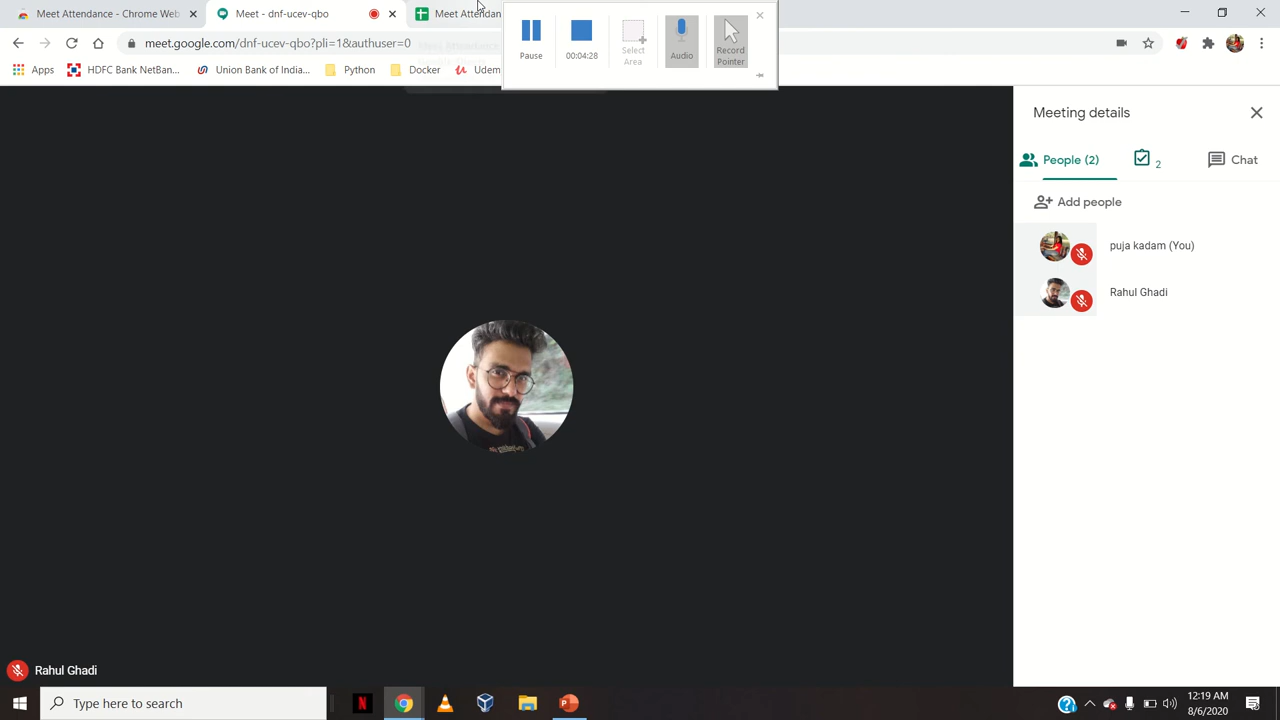 Meet Attendance - Chrome Web
Meet - dnf-ucev-qbo
Meet Attendan
meet.google.com/dnf-ucev-qbo?pli=1&authuser=0
Apps
HDFC Bank NetBan...
Union Bank of India...
Python
Docker
Udem
Pause
00:04:28
Select
Area
Audio
Record
Pointer
Meeting details
People (2)
2
Chat
Add people
puja kadam (You)
Rahul Ghadi
Rahul Ghadi
Type here to search
12:19 AM
8/6/2020